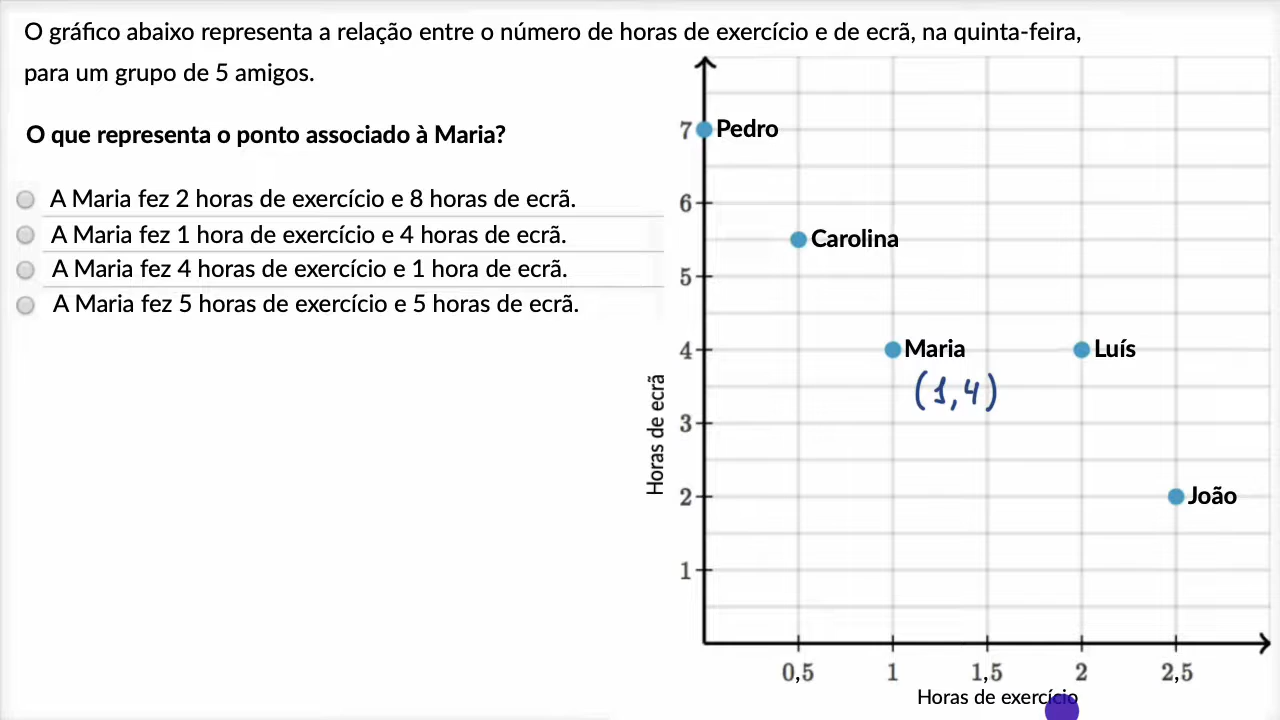 O gráfico abaixo representa a relação entre o número de horas de exercício e de ecrã, na quinta-feira,
para um grupo de 5 amigos.
O que representa o ponto associado à Maria?
A Maria fez 2 horas de exercício e 8 horas de ecrã.
A Maria fez 1 hora de exercício e 4 horas de ecrã.
A Maria fez 4 horas de exercício e 1 hora de ecrã.
A Maria fez 5 horas de exercício e 5 horas de ecrã.
7 Pedro
6
Carolina
5
4 Maria Luís
(1,4)
3
Horas de ecrã
2 João
1
0,5 1 1,5 2 2,5
Horas de exercício